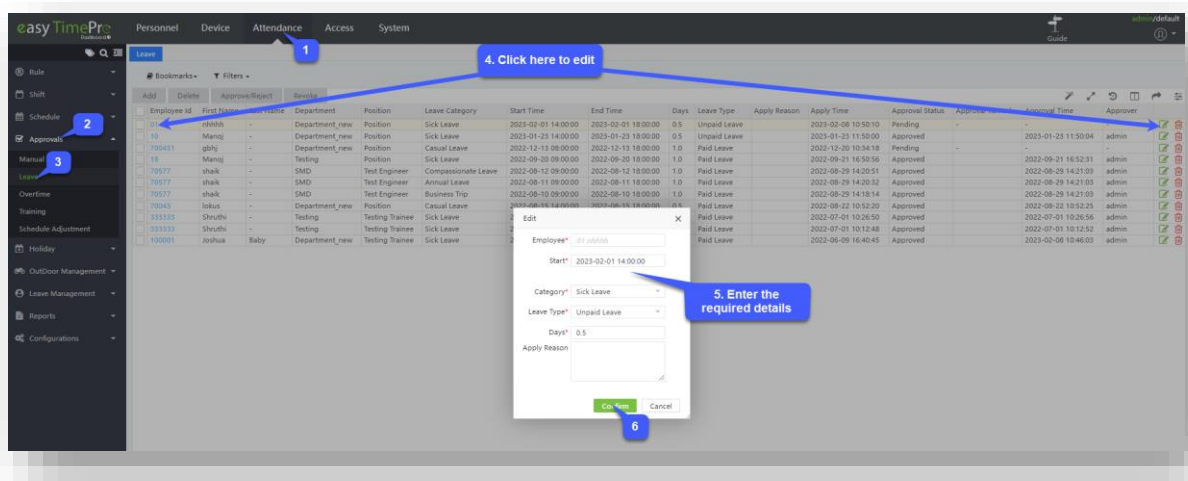 easy TimePro
Dashboard
Personnel Device Attendance Access System
Guide
admin/default
1
Leave
4. Click here to edit
Rule
Bookmarks Filters
Shift
Add Delete Approve/Reject Revoke
Schedule
2
Approvals
Manual
3
Leave
Overtime
Training
Schedule Adjustment
Holiday
OutDoor Management
Leave Management
Reports
Configurations
Employee Id First Name Name Department Position Leave Category Start Time End Time Days Leave Type Apply Reason Apply Time Approval Status Approval Time Approver
01 nhhhh - Department_new Position Sick Leave 2023-02-01 14:00:00 2023-02-01 18:00:00 0.5 Unpaid Leave 2023-02-08 10:50:10 Pending - -
10 Manoj - Department_new Position Sick Leave 2023-01-23 14:00:00 2023-01-23 18:00:00 0.5 Unpaid Leave 2023-01-23 11:50:00 Approved 2023-01-23 11:50:04 admin
700451 gbhj - Department_new Position Casual Leave 2022-12-13 08:00:00 2022-12-13 18:00:00 1.0 Paid Leave 2022-12-20 10:34:18 Pending - - -
18 Manoj - Testing Position Sick Leave 2022-09-20 09:00:00 2022-09-20 18:00:00 1.0 Paid Leave 2022-09-21 16:50:56 Approved 2022-09-21 16:52:31 admin
70577 shaik - SMD Test Engineer Compassionate Leave 2022-08-12 09:00:00 2022-08-12 18:00:00 1.0 Paid Leave 2022-08-29 14:20:51 Approved 2022-08-29 14:21:03 admin
70577 shaik - SMD Test Engineer Annual Leave 2022-08-11 09:00:00 2022-08-11 18:00:00 1.0 Paid Leave 2022-08-29 14:20:32 Approved 2022-08-29 14:21:03 admin
70577 shaik - SMD Test Engineer Business Trip 2022-08-10 09:00:00 2022-08-10 18:00:00 1.0 Paid Leave 2022-08-29 14:18:14 Approved 2022-08-29 14:21:03 admin
70045 lokus - Department_new Position Casual Leave 2022-08-15 14:00:00 2022-08-15 18:00:00 0.5 Paid Leave 2022-08-22 10:52:20 Approved 2022-08-22 10:52:25 admin
333333 Shruthi - Testing Testing Trainee Sick Leave Paid Leave 2022-07-01 10:26:50 Approved 2022-07-01 10:26:56 admin
333333 Shruthi - Testing Testing Trainee Sick Leave Paid Leave 2022-07-01 10:12:48 Approved 2022-07-01 10:12:52 admin
100001 Joshua Baby Department_new Testing Trainee Sick Leave Paid Leave 2022-06-09 16:40:45 Approved 2023-02-08 10:46:03 admin
Edit
Employee*
Start* 2023-02-01 14:00:00
Category* Sick Leave
Leave Type* Unpaid Leave
Days* 0.5
Apply Reason
Confirm Cancel
5. Enter the
required details
6